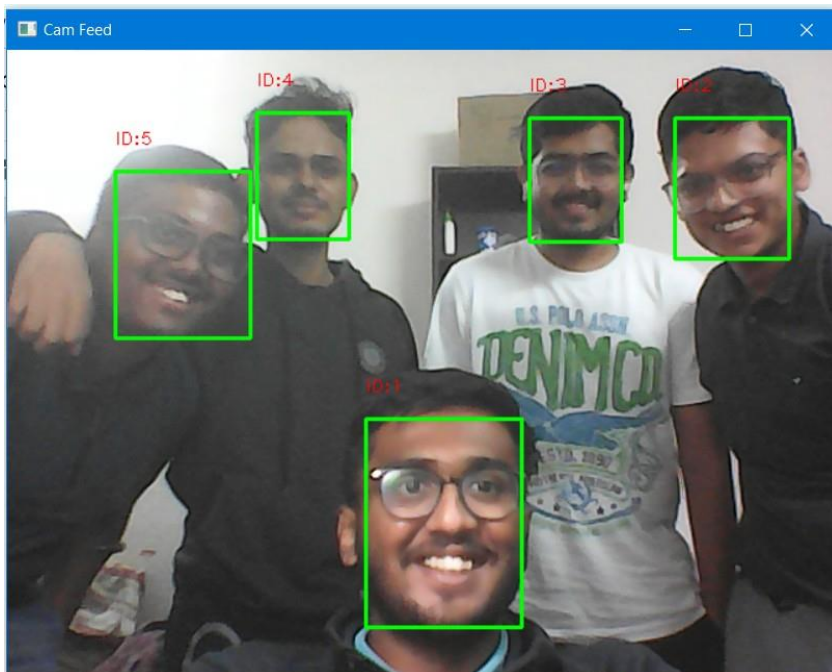 Cam Feed
ID:4
ID:3
ID:2
ID:5
U.S. POLO ASSN.
DENIM CO.
ID:1